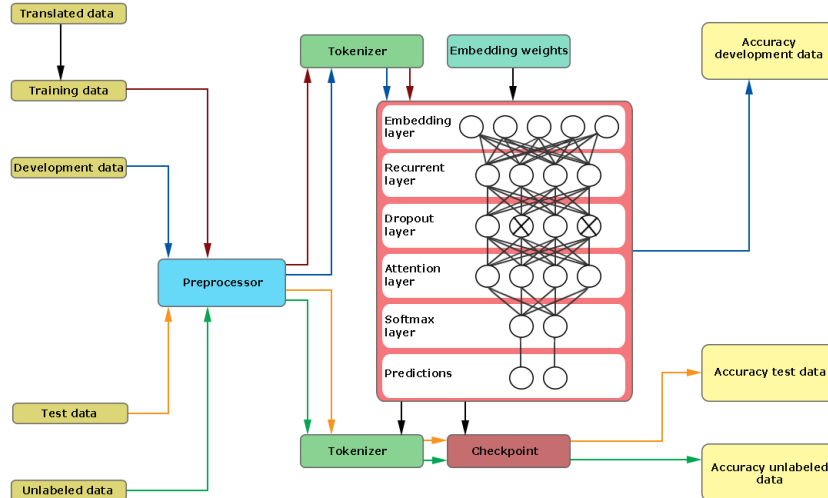 Translated data
Training data
Development data
Test data
Unlabeled data
Preprocessor
Tokenizer
Embedding weights
Embedding
layer
Recurrent
layer
Dropout
layer
Attention
layer
Softmax
layer
Predictions
Tokenizer
Checkpoint
Accuracy
development data
Accuracy test data
Accuracy unlabeled
data